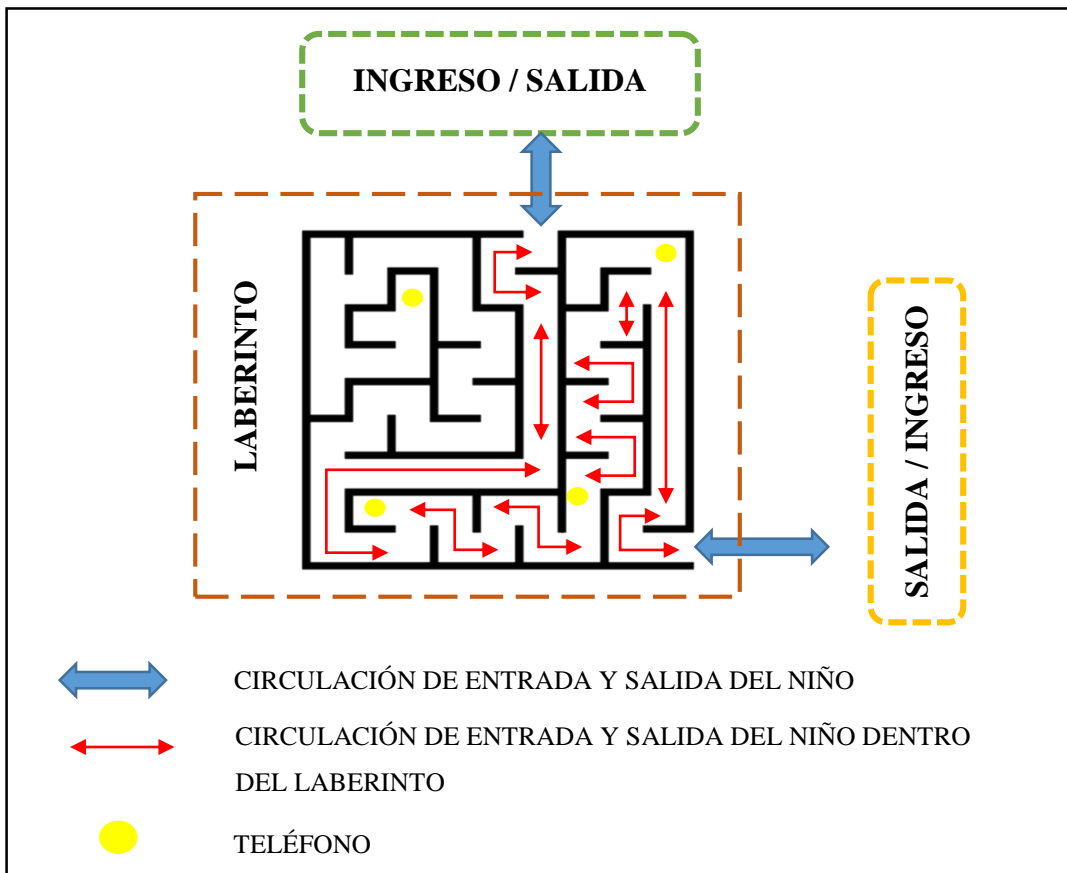 INGRESO / SALIDA
LABERINTO
SALIDA / INGRESO
CIRCULACIÓN DE ENTRADA Y SALIDA DEL NIÑO
CIRCULACIÓN DE ENTRADA Y SALIDA DEL NIÑO DENTRO
DEL LABERINTO
TELÉFONO